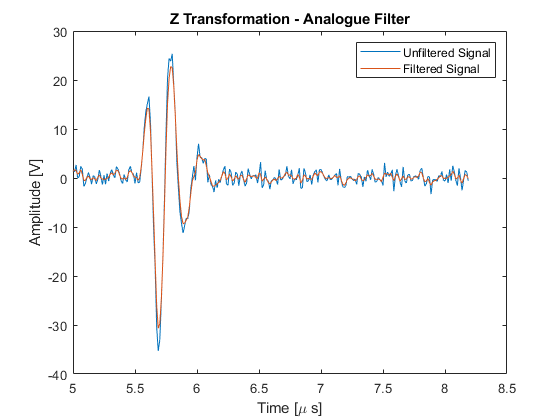 Z Transformation - Analogue Filter
Unfiltered Signal
Filtered Signal
30
20
10
0
-10
-20
-30
-40
Amplitude [V]
5 5.5 6 6.5 7 7.5 8 8.5
Time [μ s]